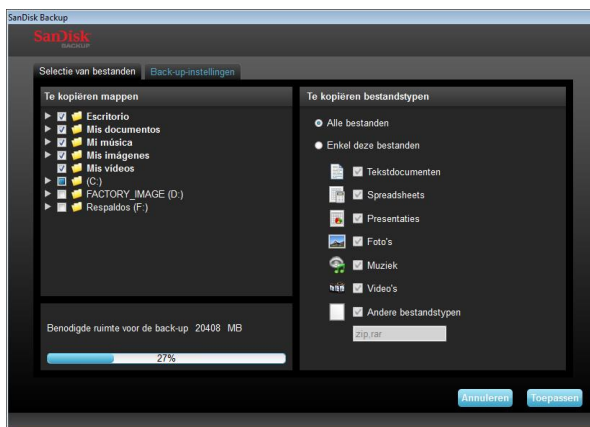 SanDisk Backup
SanDisk
BACKUP
Selectie van bestanden
Back-up-instellingen
Te kopiëren mappen
Escritorio
Mis documentos
Mi música
Mis imágenes
Mis vídeos
(C:)
FACTORY_IMAGE (D:)
Respaldos (F:)
Benodigde ruimte voor de back-up 20408 MB
27%
Te kopiëren bestandstypen
Alle bestanden
Enkel deze bestanden
Tekstdocumenten
Spreadsheets
Presentaties
Foto's
Muziek
Video's
Andere bestandstypen
zip,rar
Annuleren
Toepassen